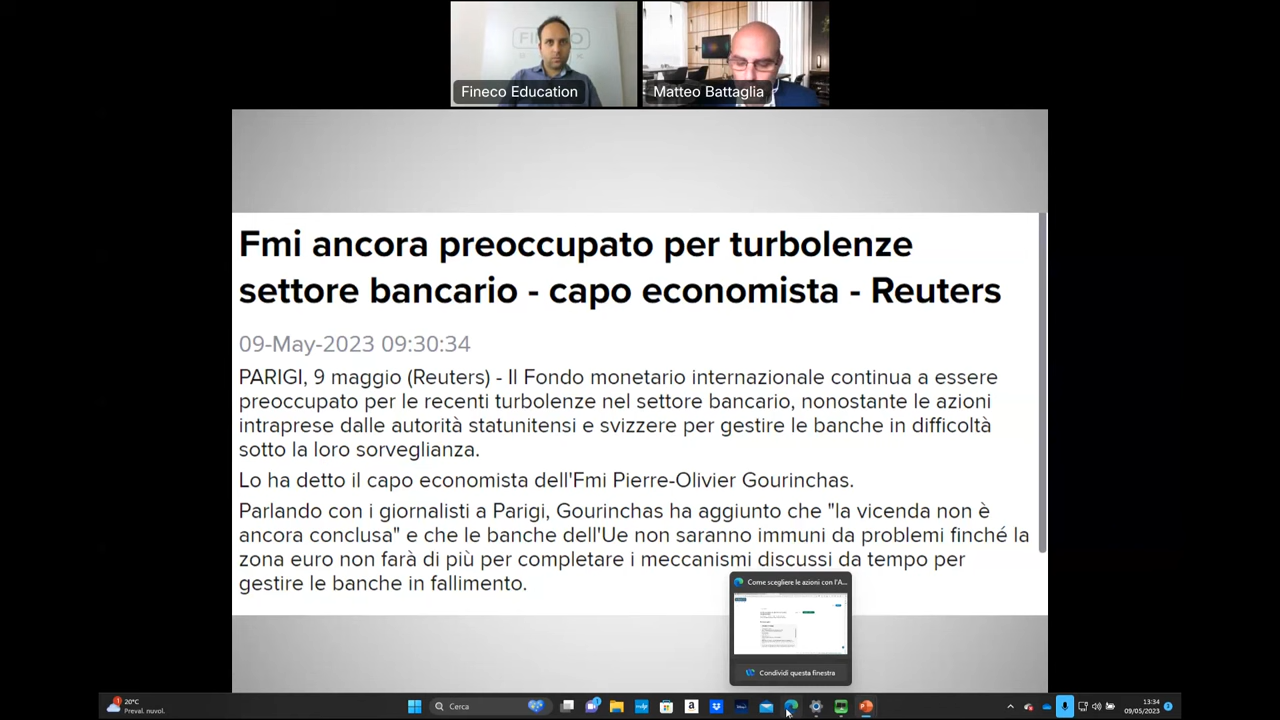 FINECO
Fineco Education
Matteo Battaglia
Fmi ancora preoccupato per turbolenze
settore bancario - capo economista - Reuters
09-May-2023 09:30:34
PARIGI, 9 maggio (Reuters) - Il Fondo monetario internazionale continua a essere
preoccupato per le recenti turbolenze nel settore bancario, nonostante le azioni
intraprese dalle autorità statunitensi e svizzere per gestire le banche in difficoltà
sotto la loro sorveglianza.
Lo ha detto il capo economista dell'Fmi Pierre-Olivier Gourinchas.
Parlando con i giornalisti a Parigi, Gourinchas ha aggiunto che "la vicenda non è
ancora conclusa" e che le banche dell'Ue non saranno immuni da problemi finché la
zona euro non farà di più per completare i meccanismi discussi da tempo per
gestire le banche in fallimento.
Come scegliere le azioni con l'A...
Condividi questa finestra
20°C
Preval. nuvol.
Cerca
13:34
09/05/2023